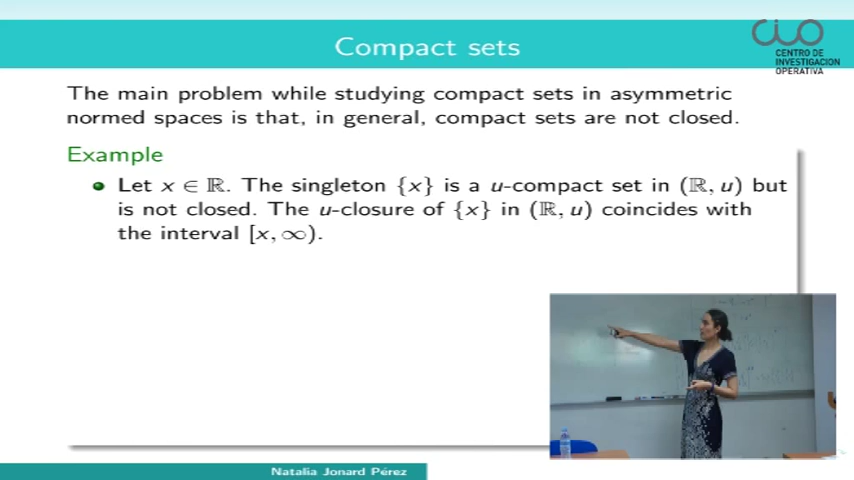 Compact sets
CIO
CENTRO DE
INVESTIGACION
OPERATIVA
The main problem while studying compact sets in asymmetric
normed spaces is that, in general, compact sets are not closed.
Example
Let x ∈ ℝ. The singleton {x} is a u-compact set in (ℝ, u) but
is not closed. The u-closure of {x} in (ℝ, u) coincides with
the interval [x, ∞).
Natalia Jonard Pérez